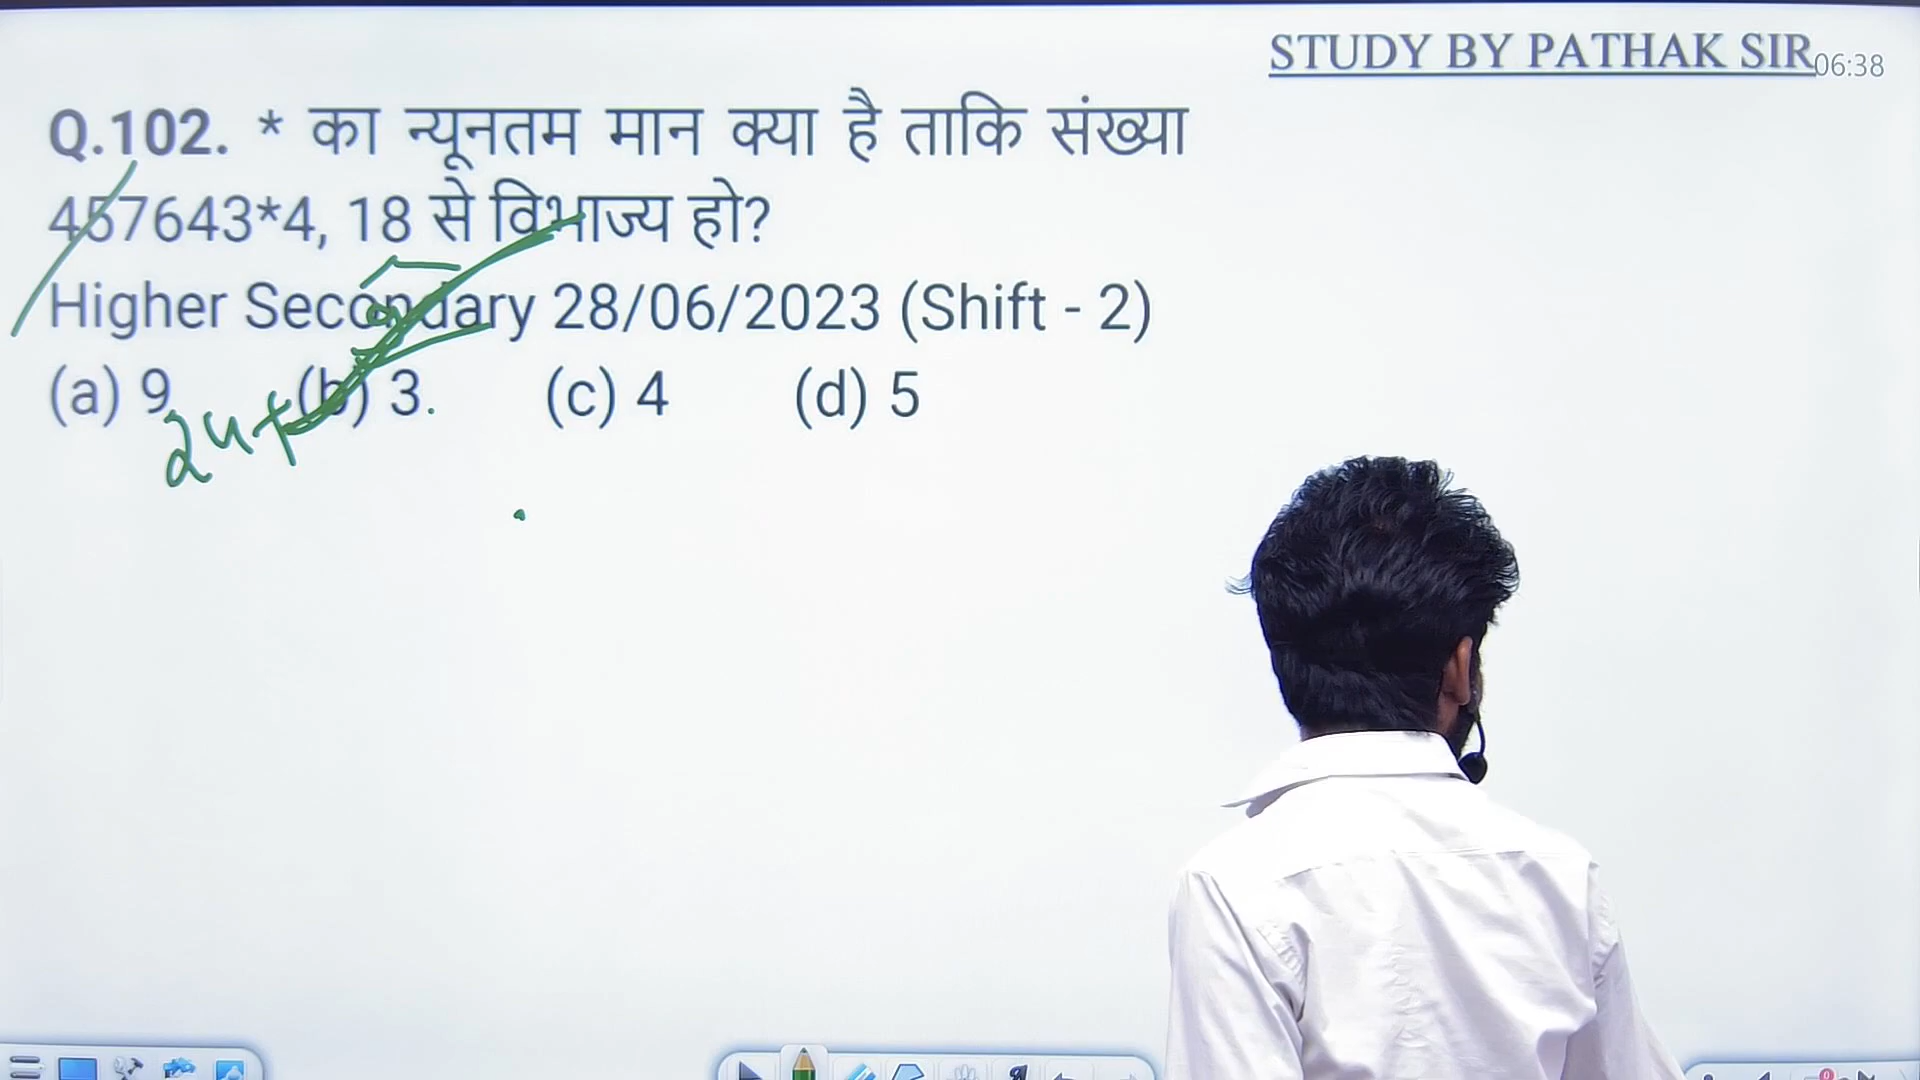 STUDY BY PATHAK SIR
06:38
Q.102. * का न्यूनतम मान क्या है ताकि संख्या
457643*4, 18 से विभाज्य हो?
Higher Secondary 28/06/2023 (Shift - 2)
(a) 9 (b) 3. (c) 4 (d) 5
24+